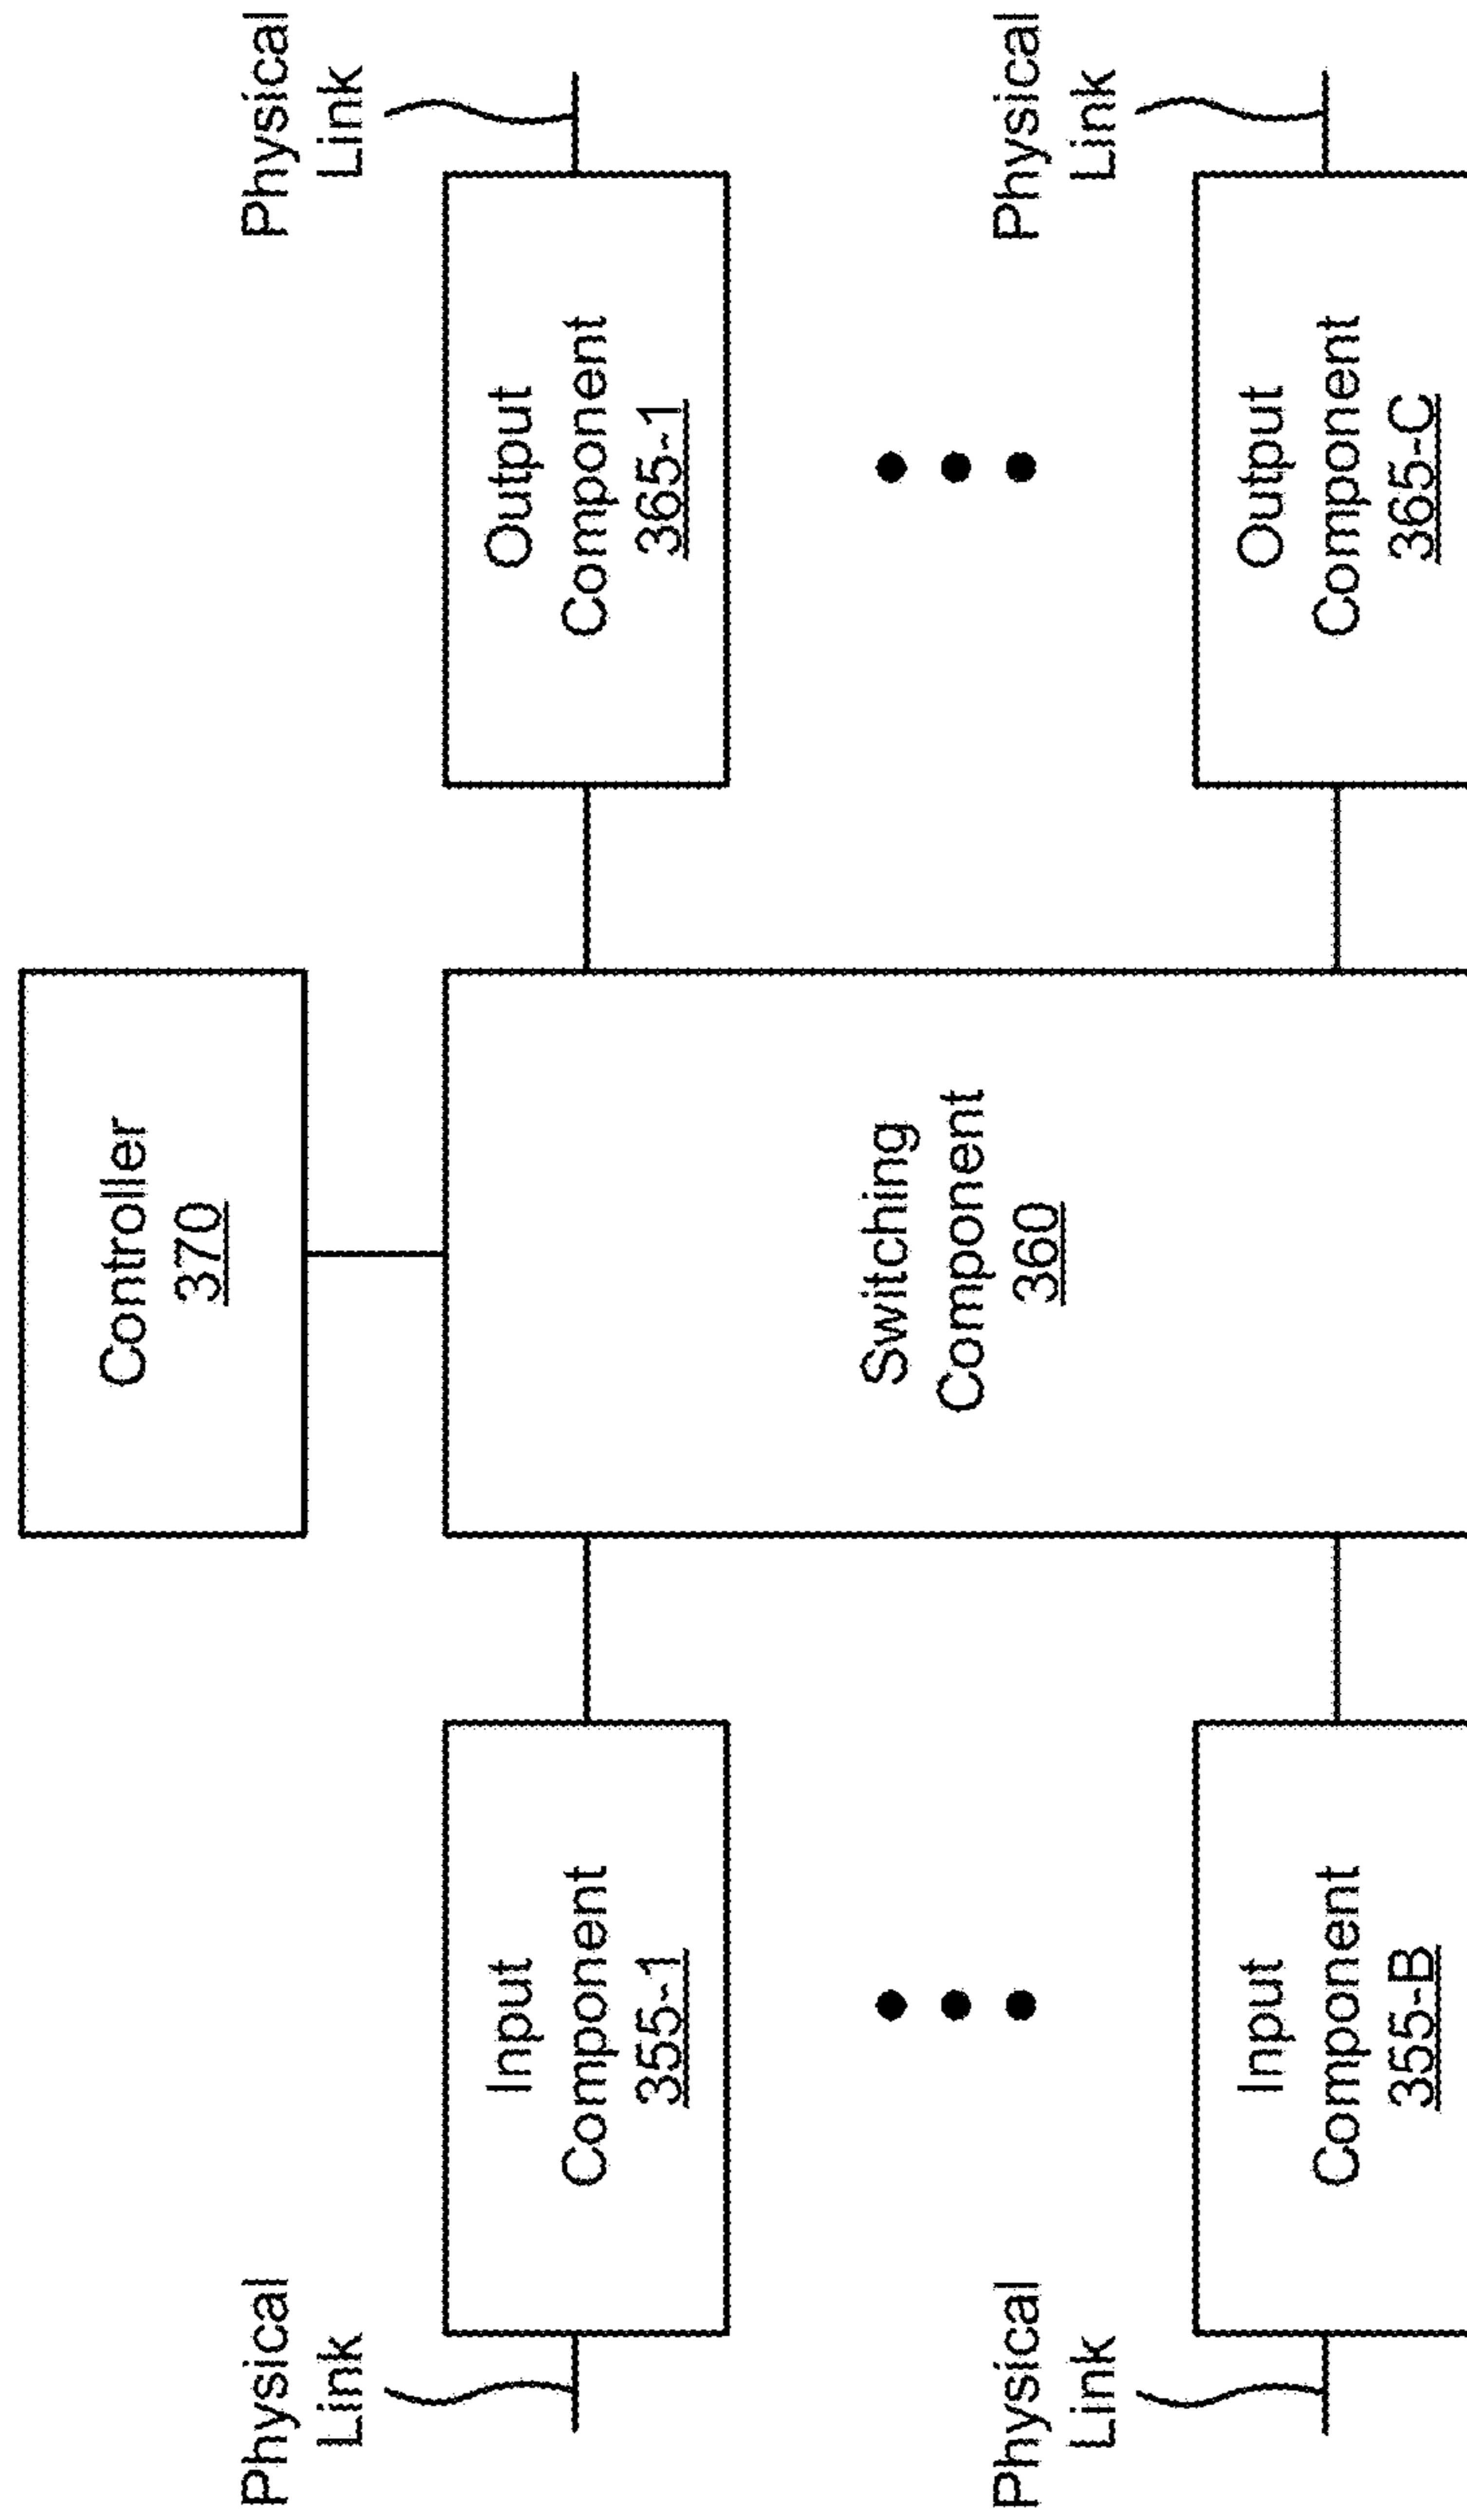 Controller
370
Physical
Link
Input
Component
355-1
Switching
Component
360
Output
Component
365-1
Physical
Link
Physical
Link
Input
Component
355-B
Output
Component
365-C
Physical
Link